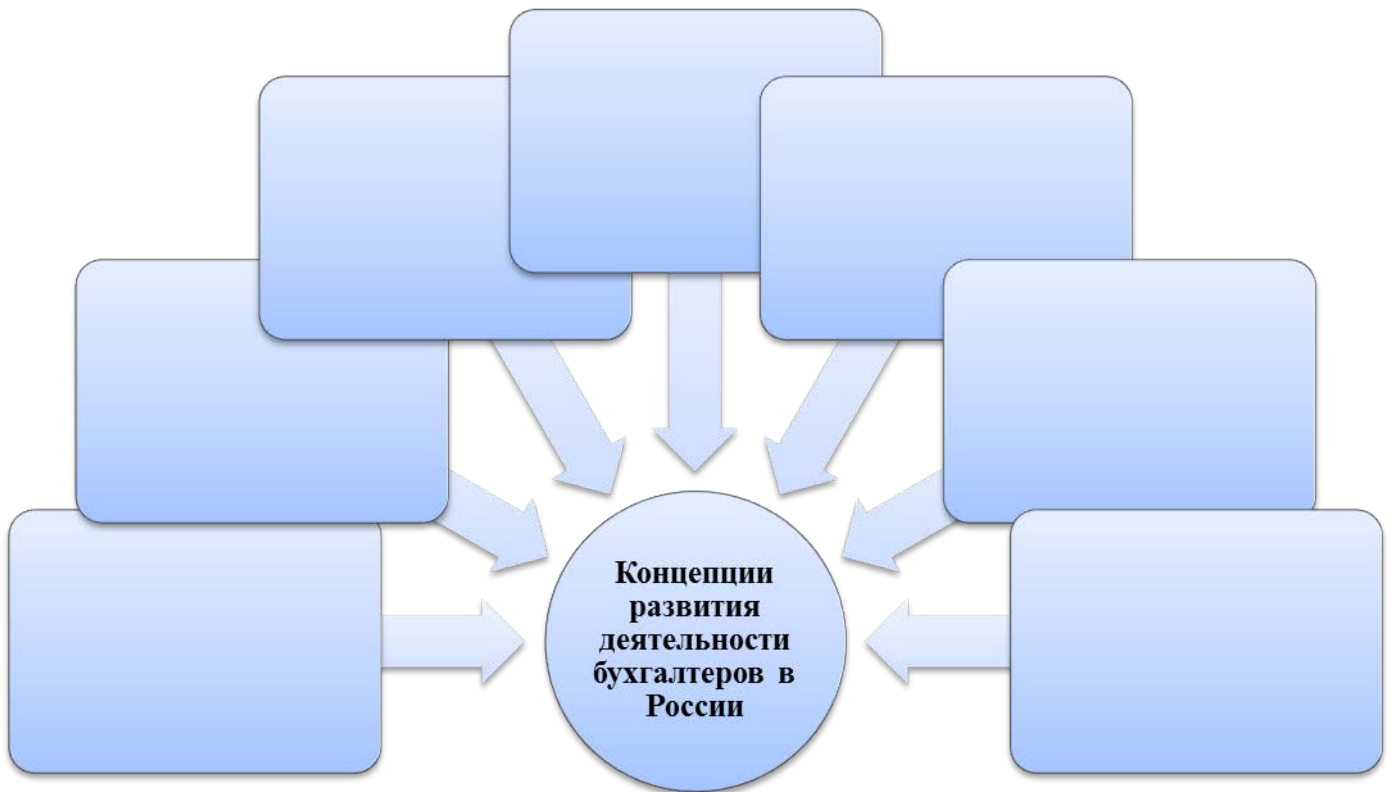 Концепции
развития
деятельности
бухгалтеров в
России